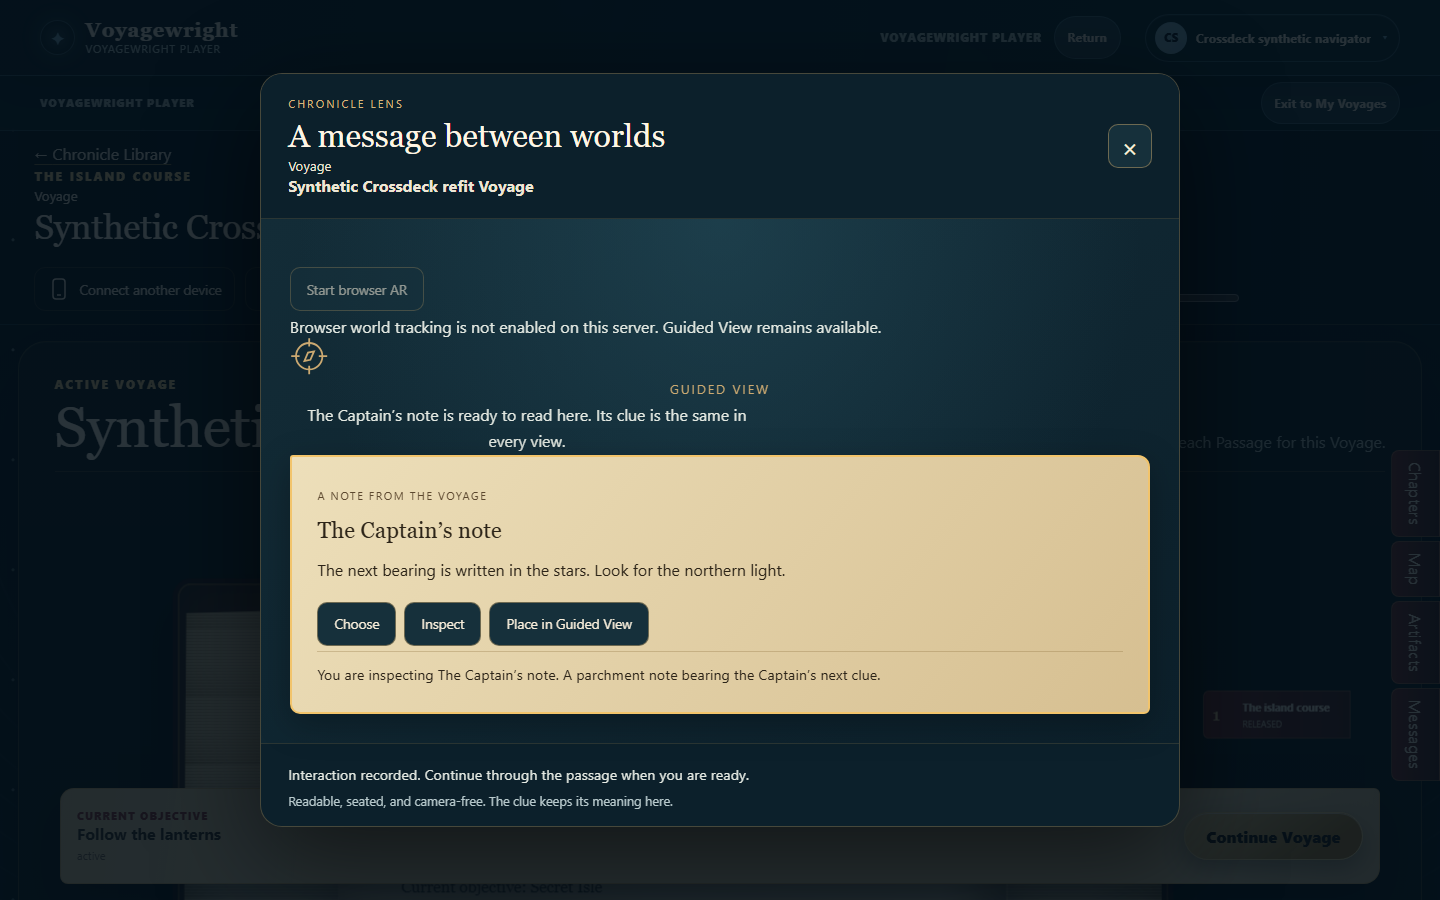 Voyagewright
VOYAGEWRIGHT PLAYER
VOYAGEWRIGHT PLAYER
Return
CS
Crossdeck synthetic navigator
VOYAGEWRIGHT PLAYER
Exit to My Voyages
← Chronicle Library
THE ISLAND COURSE
Voyage
Synthetic Cross
Connect another device
ACTIVE VOYAGE
Syntheti
each Passage for this Voyage.
CHRONICLE LENS
A message between worlds
Voyage
Synthetic Crossdeck refit Voyage
×
Start browser AR
Browser world tracking is not enabled on this server. Guided View remains available.
GUIDED VIEW
The Captain’s note is ready to read here. Its clue is the same in
every view.
A NOTE FROM THE VOYAGE
The Captain’s note
The next bearing is written in the stars. Look for the northern light.
Choose
Inspect
Place in Guided View
You are inspecting The Captain’s note. A parchment note bearing the Captain’s next clue.
Interaction recorded. Continue through the passage when you are ready.
Readable, seated, and camera-free. The clue keeps its meaning here.
Chapters
Map
Artifacts
Messages
1
The island course
RELEASED
CURRENT OBJECTIVE
Follow the lanterns
active
Continue Voyage
Current objective: Secret Isle